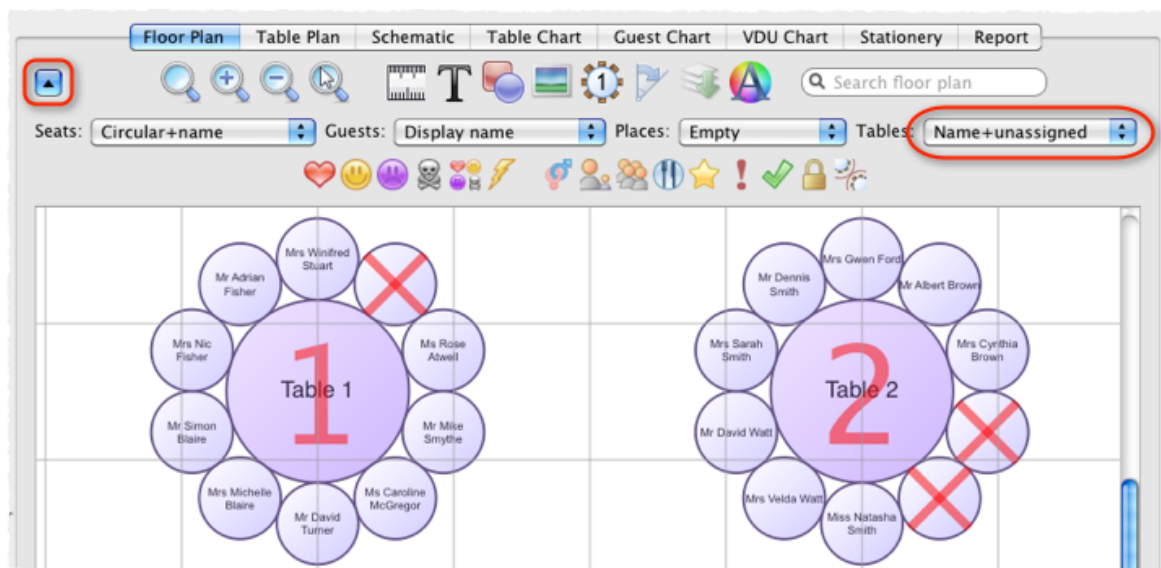 Floor Plan Table Plan Schematic Table Chart Guest Chart VDU Chart Stationery Report
1
T
A
Search floor plan
Seats: Circular+name Guests: Display name Places: Empty Tables: Name+unassigned
Mrs Winifred
Stuart
Mr Adrian
Fisher
Mrs Nic
Fisher
Ms Rose
Atwell
Table 1
1
Mr Simon
Blaire
Mr Mike
Smythe
Mrs Michelle
Blaire
Ms Caroline
McGregor
Mr David
Turner
Mrs Gwen Ford
Mr Dennis
Smith
Mr Albert Brown
Mrs Sarah
Smith
Mrs Cynthia
Brown
Table 2
2
Mr David Watt
Mrs Velda Watt
Miss Natasha
Smith